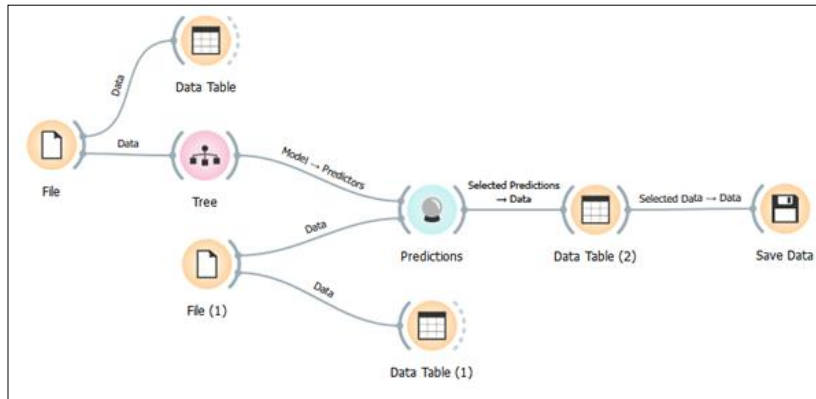 Data
Data Table
Data
File
Tree
Model → Predictors
Data
File (1)
Data
Data Table (1)
Predictions
Selected Predictions
→ Data
Data Table (2)
Selected Data → Data
Save Data